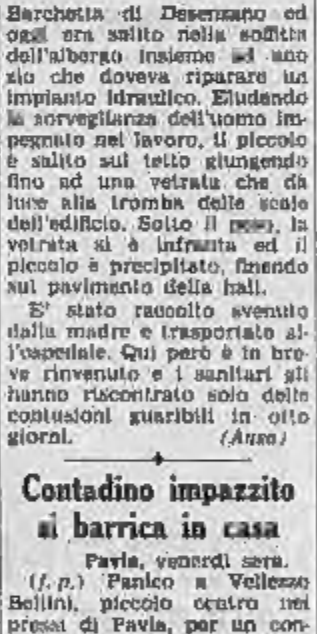 Barchetta di Desenzano ed
oggi era salito nella soffitta
dell'albergo insieme ad uno
zio che doveva riparare un
impianto idraulico. Eludendo
la sorveglianza dell'uomo im-
pegnato nel lavoro, il piccolo
è salito sul tetto giungendo
fino ad una vetrata che dà
luce alla tromba delle scale
dell'edificio. Sotto il peso, la
vetrata si è infranta ed il
piccolo è precipitato, finendo
sul pavimento della hall.
E' stato raccolto svenuto
dalla madre e trasportato al-
l'ospedale. Qui però è in bre-
ve rinvenuto e i sanitari gli
hanno riscontrato solo delle
contusioni guaribili in otto
giorni. (Ansa)
Contadino impazzito
si barrica in casa
Pavia, venerdì sera.
(f. p.) Panico a Vellezzo
Bellini, piccolo centro nei
pressi di Pavia, per un con-